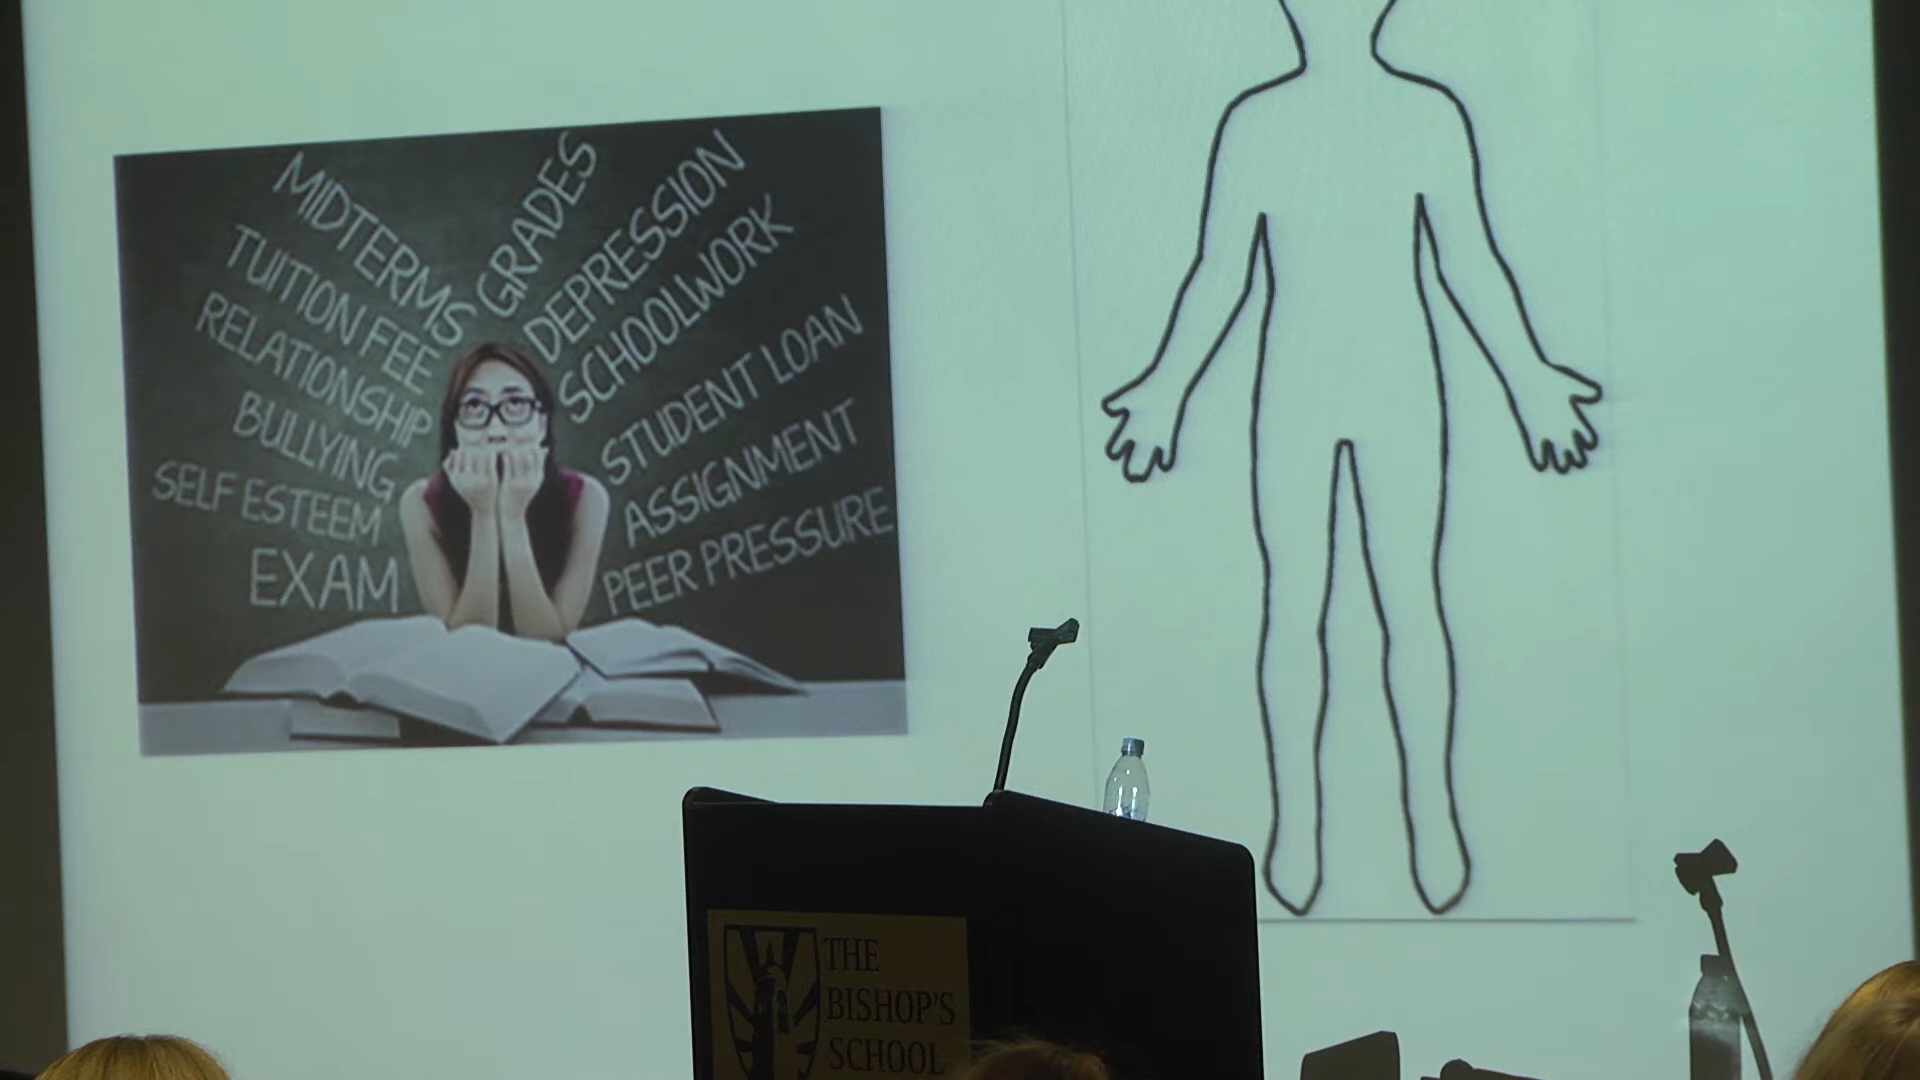 MIDTERMS
GRADES
DEPRESSION
TUITION FEE
SCHOOLWORK
RELATIONSHIP
STUDENT LOAN
BULLYING
ASSIGNMENT
SELF ESTEEM
PEER PRESSURE
EXAM
THE
BISHOP'S
SCHOOL